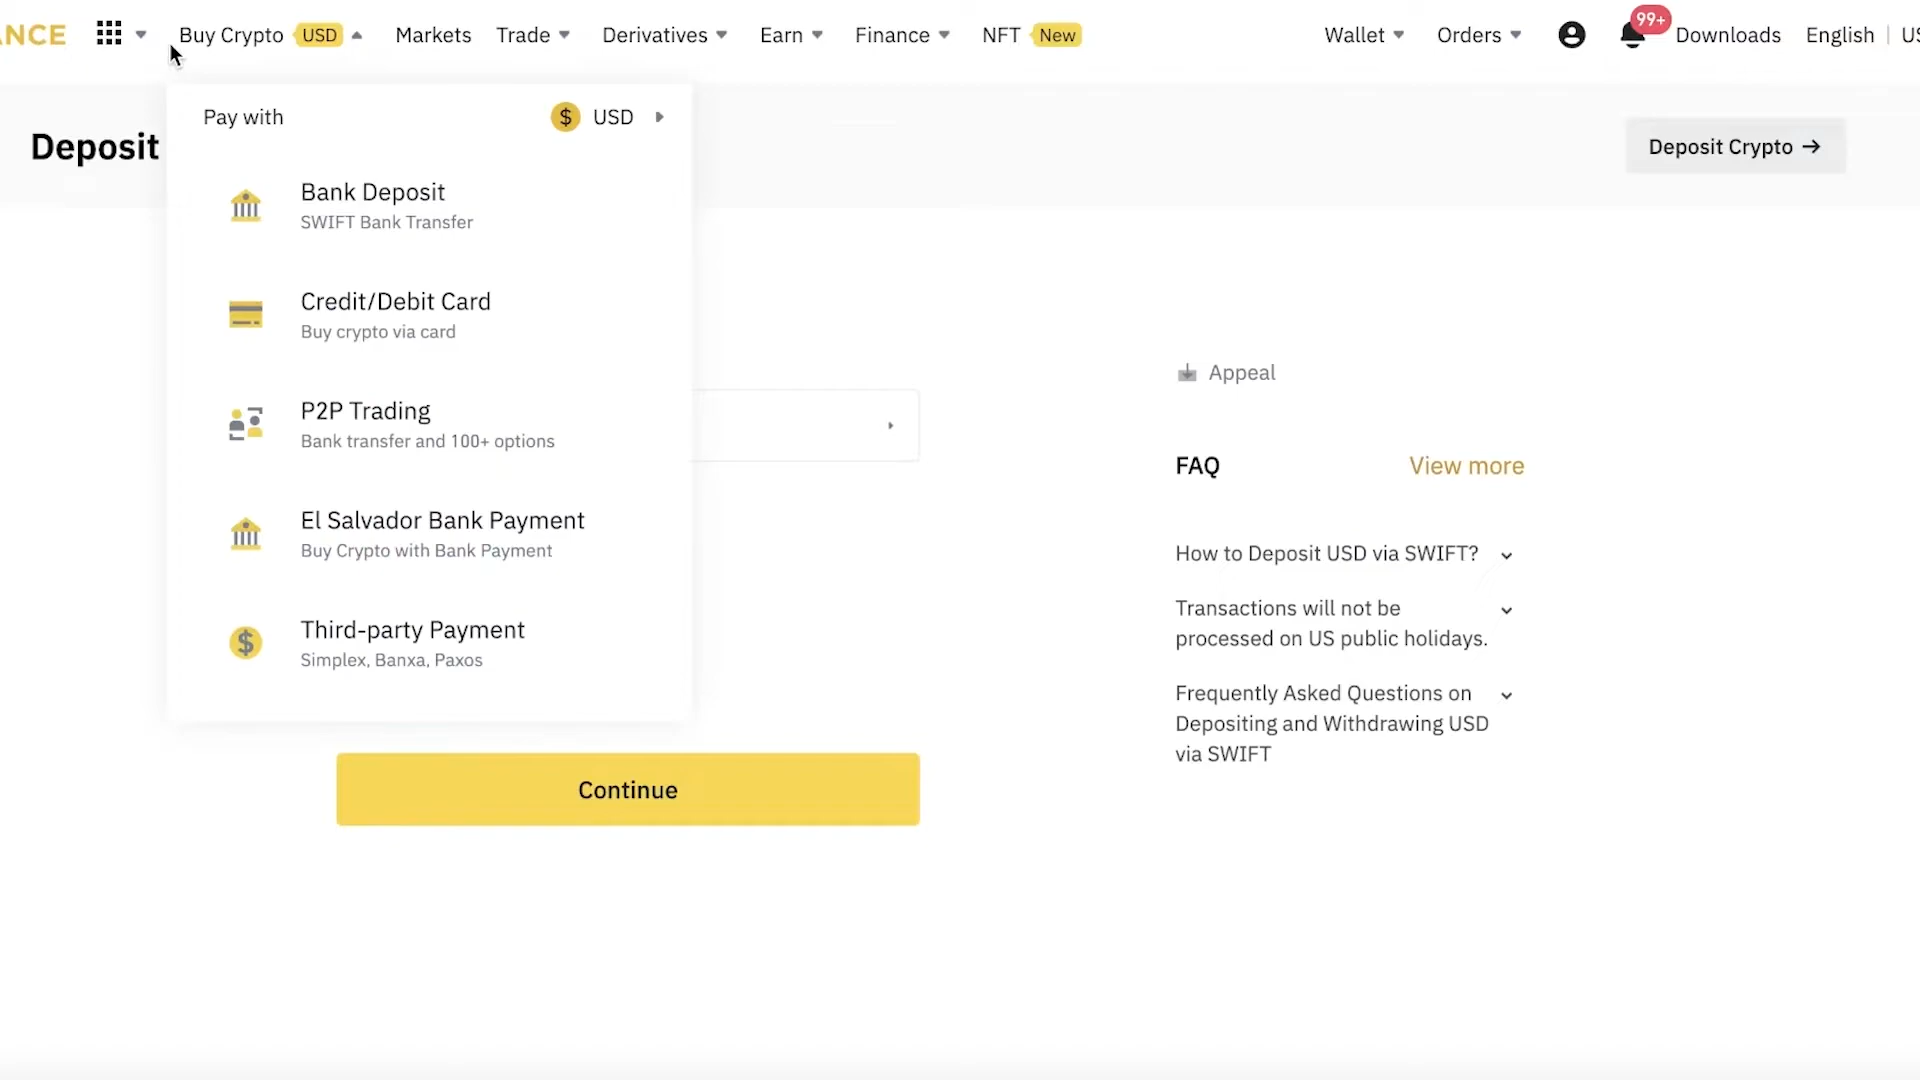 NCE
Buy Crypto USD Markets Trade Derivatives Earn Finance NFT New Wallet Orders 99+ Downloads English | US
Pay with $ USD
Deposit
Deposit Crypto →
Bank Deposit
SWIFT Bank Transfer
Credit/Debit Card
Buy crypto via card
P2P Trading
Bank transfer and 100+ options
El Salvador Bank Payment
Buy Crypto with Bank Payment
$
Third-party Payment
Simplex, Banxa, Paxos
Continue
Appeal
FAQ View more
How to Deposit USD via SWIFT?
Transactions will not be
processed on US public holidays.
Frequently Asked Questions on
Depositing and Withdrawing USD
via SWIFT